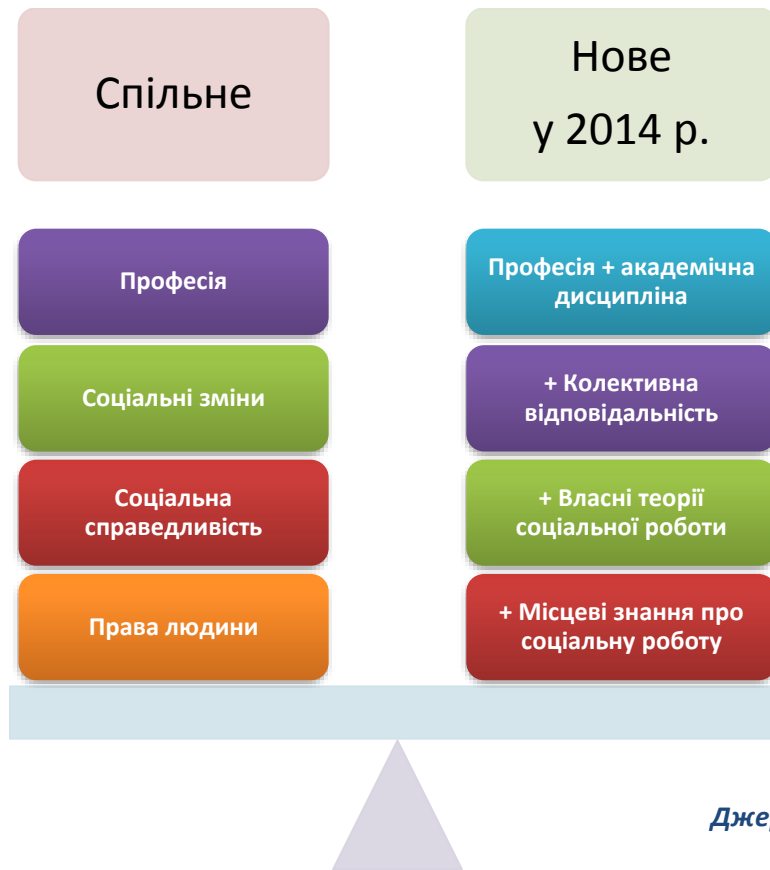 Спільне
Нове
у 2014 р.
Професія
Соціальні зміни
Соціальна
справедливість
Права людини
Професія + академічна
дисципліна
+ Колективна
відповідальність
+ Власні теорії
соціальної роботи
+ Місцеві знання про
соціальну роботу